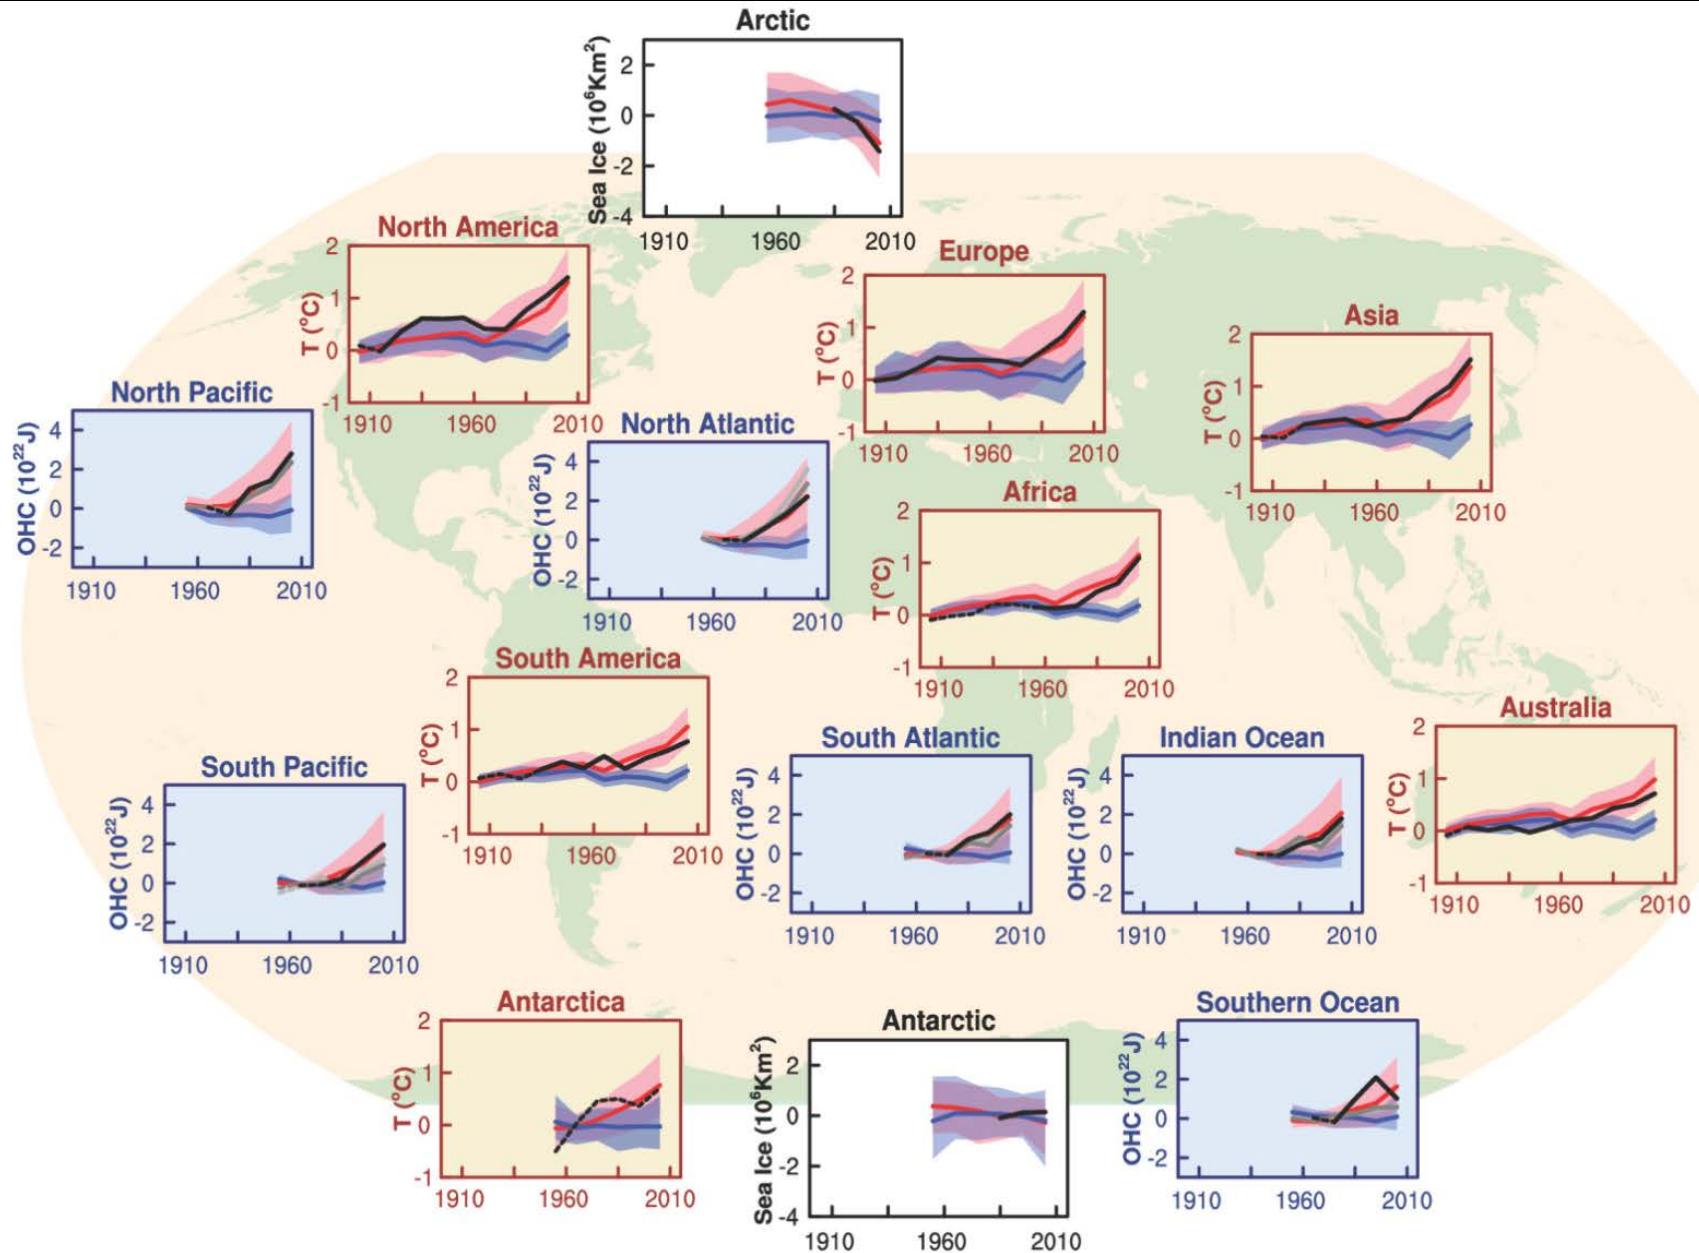 Arctic
Sea Ice (10⁶Km²)
2
0
-2
-4
1910 1960 2010
North America
T (°C)
2
1
0
-1
1910 1960 2010
Europe
T (°C)
2
1
0
-1
1910 1960 2010
Asia
T (°C)
2
1
0
-1
1910 1960 2010
North Pacific
OHC (10²²J)
4
2
0
-2
1910 1960 2010
North Atlantic
OHC (10²²J)
4
2
0
-2
1910 1960 2010
Africa
T (°C)
2
1
0
-1
1910 1960 2010
South America
T (°C)
2
1
0
-1
1910 1960 2010
South Pacific
OHC (10²²J)
4
2
0
-2
1910 1960 2010
South Atlantic
OHC (10²²J)
4
2
0
-2
1910 1960 2010
Indian Ocean
OHC (10²²J)
4
2
0
-2
1910 1960 2010
Australia
T (°C)
2
1
0
-1
1910 1960 2010
Antarctica
T (°C)
2
1
0
-1
1910 1960 2010
Antarctic
Sea Ice (10⁶Km²)
2
0
-2
-4
1910 1960 2010
Southern Ocean
OHC (10²²J)
4
2
0
-2
1910 1960 2010